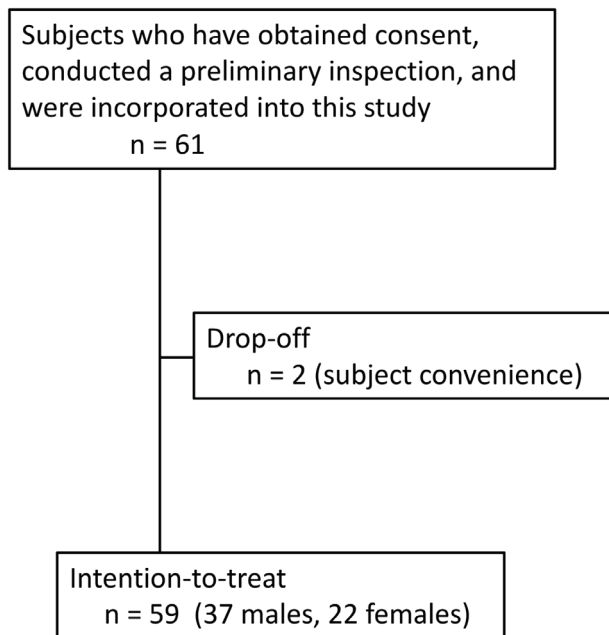 Subjects who have obtained consent,
conducted a preliminary inspection, and
were incorporated into this study
n = 61
Drop-off
n = 2 (subject convenience)
Intention-to-treat
n = 59 (37 males, 22 females)